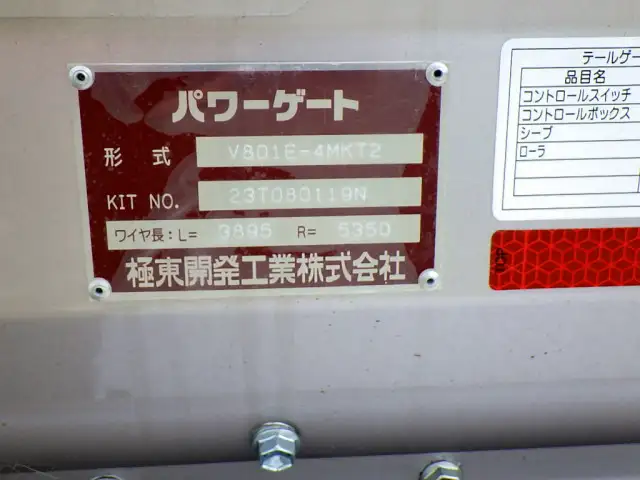 パワーゲート
形式 V801E-4MKT2
KIT NO. 23T080119N
ワイヤ長:L= 3895 R= 5350
極東開発工業株式会社
テールゲー
品目名
コントロールスイッチ
コントロールボックス
シーブ
ローラ